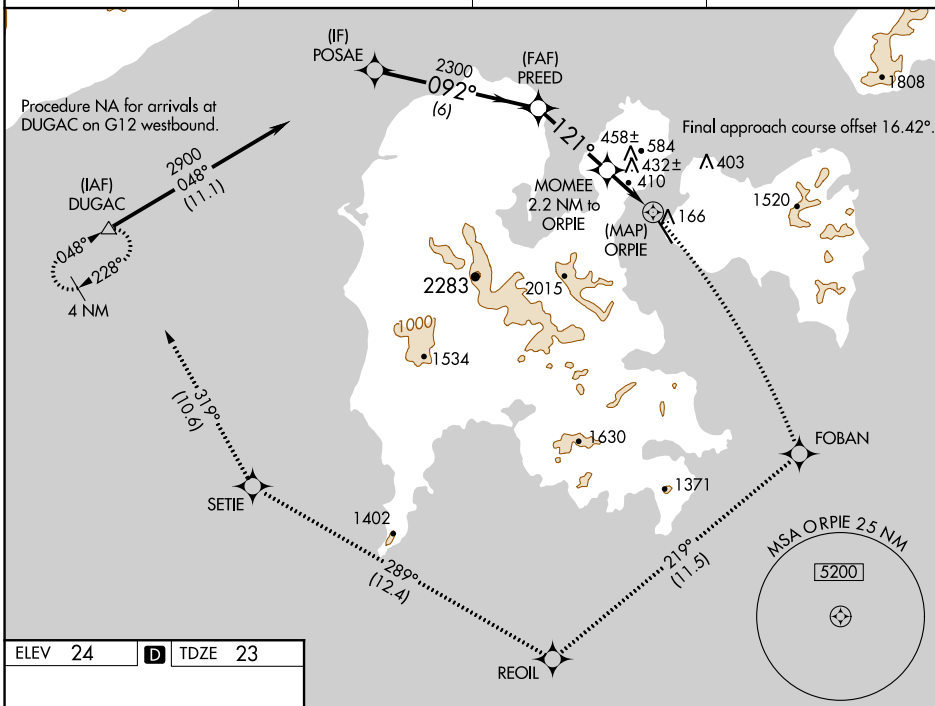 (IF)
POSAE
2300
092°
(6)
(FAF)
PREED
1808
Procedure NA for arrivals at
DUGAC on G12 westbound.
121°
458±
584
432±
410
403
Final approach course offset 16.42°.
2900
048°
(11.1)
(IAF)
DUGAC
MOMEE
2.2 NM to
ORPIE
(MAP)
ORPIE
166
1520
048°
228°
4 NM
2283
2015
1000
1534
319°
(10.6)
1630
FOBAN
1371
SETIE
1402
289°
(12.4)
219°
(11.5)
REOIL
MSA ORPIE 25 NM
5200
ELEV 24
D
TDZE 23